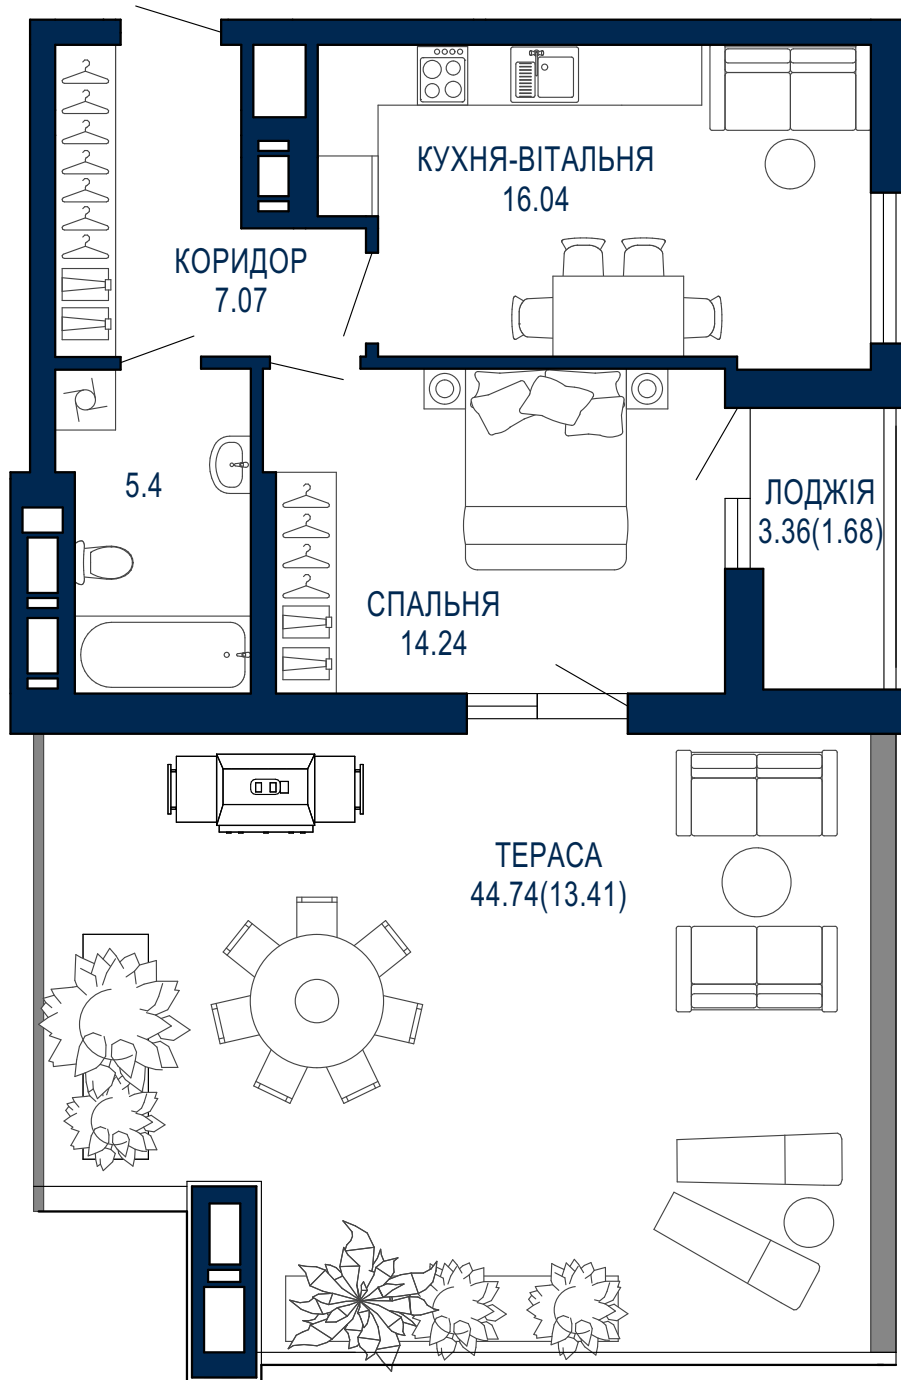 КУХНЯ-ВІТАЛЬНЯ
16.04
КОРИДОР
7.07
5.4
ЛОДЖІЯ
3.36(1.68)
СПАЛЬНЯ
14.24
ТЕРАСА
44.74(13.41)